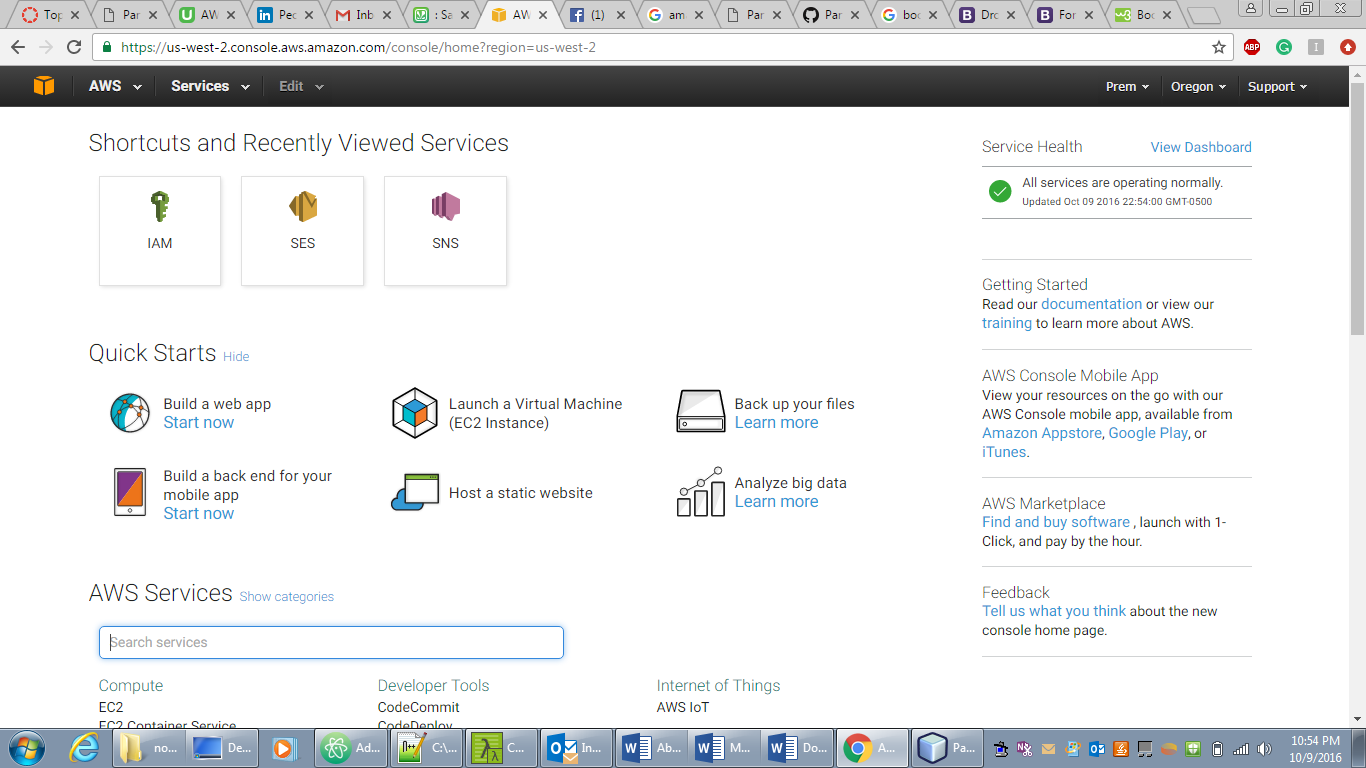 Top
Par
AW
Pec
Inb
: Sa
AW
(1)
am
Par
Par
boo
Dro
For
Boo
https://us-west-2.console.aws.amazon.com/console/home?region=us-west-2
ABP
AWS Services Edit Prem Oregon Support
Shortcuts and Recently Viewed Services
IAM SES SNS
Quick Starts Hide
Build a web app
Start now
Launch a Virtual Machine
(EC2 Instance)
Back up your files
Learn more
Build a back end for your
mobile app
Start now
Host a static website
Analyze big data
Learn more
AWS Services Show categories
Search services
Compute
EC2
EC2 Container Service
Developer Tools
CodeCommit
CodeDeploy
Internet of Things
AWS IoT
Service Health View Dashboard
All services are operating normally.
Updated Oct 09 2016 22:54:00 GMT-0500
Getting Started
Read our documentation or view our
training to learn more about AWS.
AWS Console Mobile App
View your resources on the go with our
AWS Console mobile app, available from
Amazon Appstore, Google Play, or
iTunes.
AWS Marketplace
Find and buy software , launch with 1-
Click, and pay by the hour.
Feedback
Tell us what you think about the new
console home page.
no...
De...
Ad...
C:\...
C...
In...
Ab...
M...
Do...
A...
Pa...
10:54 PM
10/9/2016